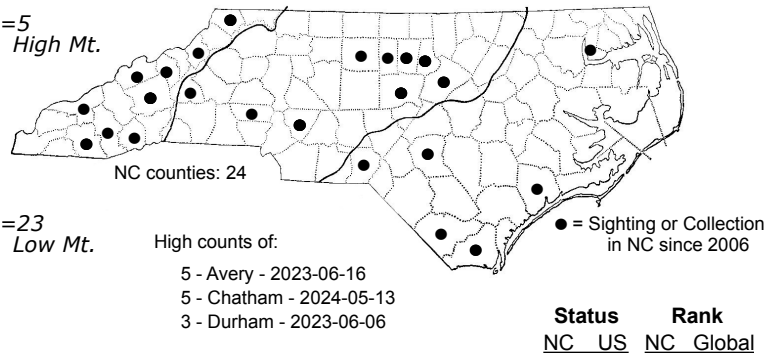 =5
High Mt.
NC counties: 24
=23
Low Mt.
High counts of:
5 - Avery - 2023-06-16
5 - Chatham - 2024-05-13
3 - Durham - 2023-06-06
● = Sighting or Collection
in NC since 2006
Status Rank
NC US NC Global